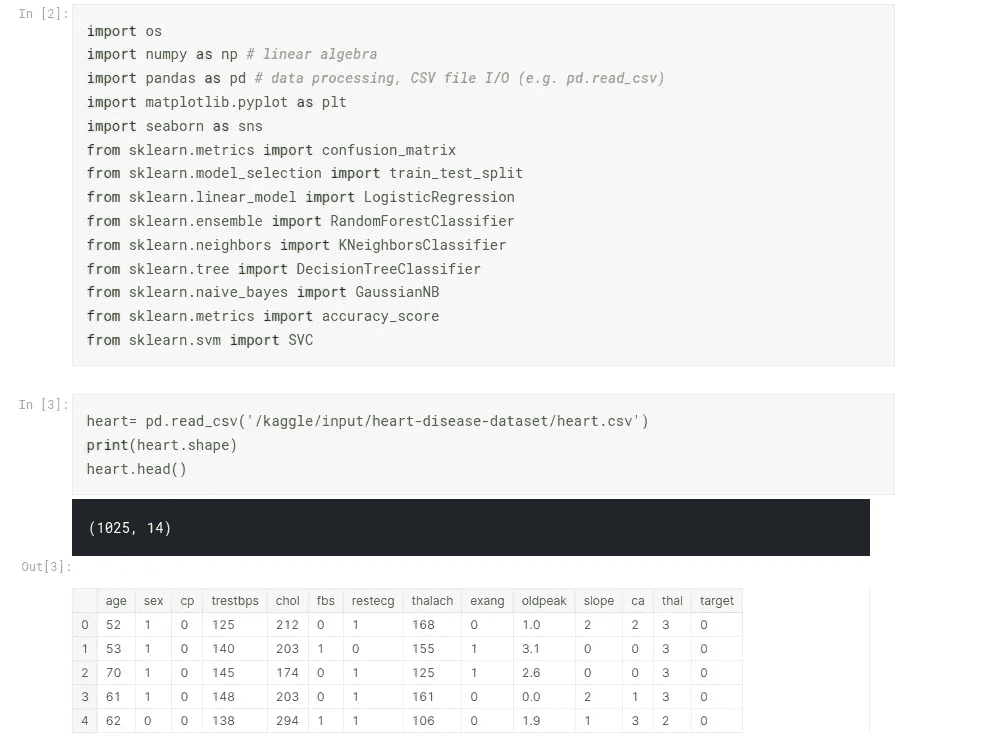 In [2]:
import os
import numpy as np # linear algebra
import pandas as pd # data processing, CSV file I/O (e.g. pd.read_csv)
import matplotlib.pyplot as plt
import seaborn as sns
from sklearn.metrics import confusion_matrix
from sklearn.model_selection import train_test_split
from sklearn.linear_model import LogisticRegression
from sklearn.ensemble import RandomForestClassifier
from sklearn.neighbors import KNeighborsClassifier
from sklearn.tree import DecisionTreeClassifier
from sklearn.naive_bayes import GaussianNB
from sklearn.metrics import accuracy_score
from sklearn.svm import SVC
In [3]:
heart= pd.read_csv('/kaggle/input/heart-disease-dataset/heart.csv')
print(heart.shape)
heart.head()
(1025, 14)
Out[3]:
age sex cp trestbps chol fbs restecg thalach exang oldpeak slope ca thal target
0 52 1 0 125 212 0 1 168 0 1.0 2 2 3 0
1 53 1 0 140 203 1 0 155 1 3.1 0 0 3 0
2 70 1 0 145 174 0 1 125 1 2.6 0 0 3 0
3 61 1 0 148 203 0 1 161 0 0.0 2 1 3 0
4 62 0 0 138 294 1 1 106 0 1.9 1 3 2 0